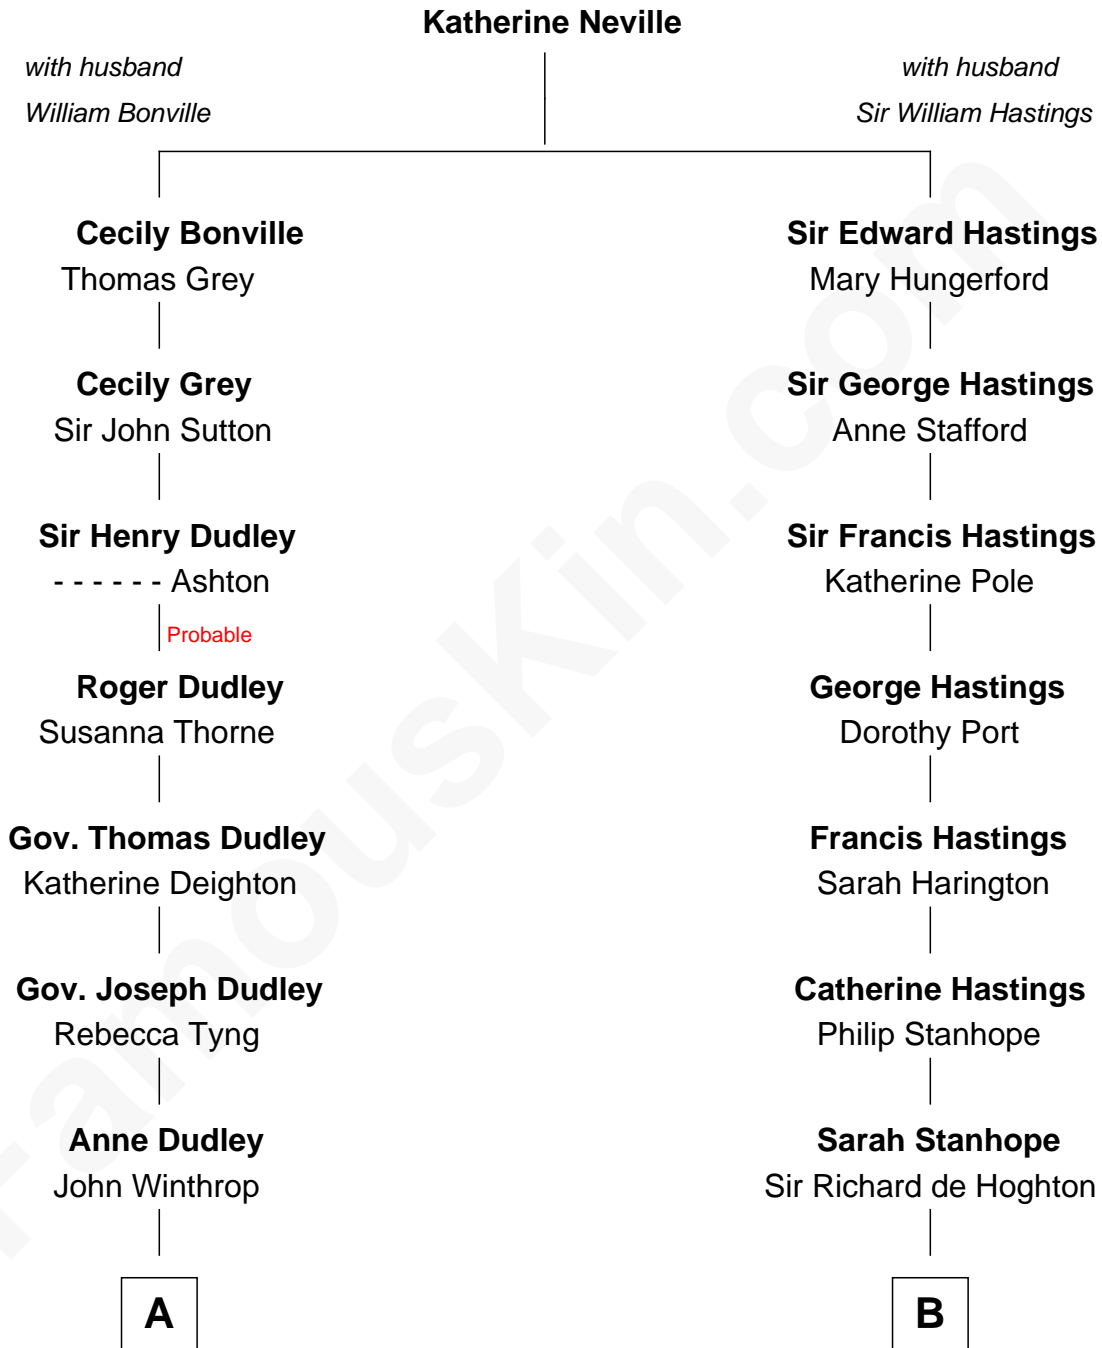 Katherine Neville
with husband
William Bonville
with husband
Sir William Hastings
Cecily Bonville
Thomas Grey
Sir Edward Hastings
Mary Hungerford
Cecily Grey
Sir John Sutton
Sir George Hastings
Anne Stafford
Sir Henry Dudley
- - - - - - Ashton
Sir Francis Hastings
Katherine Pole
Probable
Roger Dudley
Susanna Thorne
George Hastings
Dorothy Port
Gov. Thomas Dudley
Katherine Deighton
Francis Hastings
Sarah Harington
Gov. Joseph Dudley
Rebecca Tyng
Catherine Hastings
Philip Stanhope
Anne Dudley
John Winthrop
Sarah Stanhope
Sir Richard de Hoghton
A
B
FamousKin.com